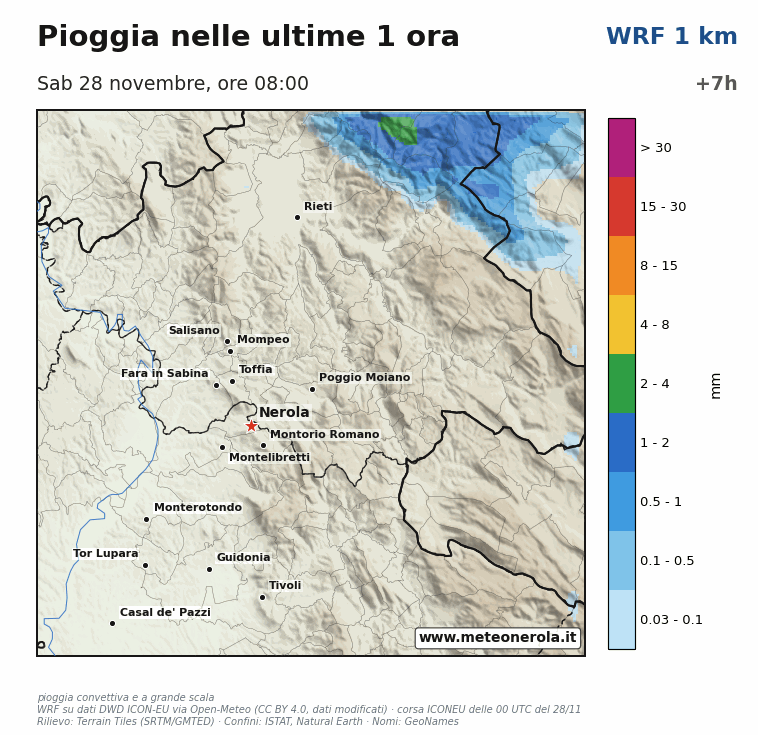 Pioggia nelle ultime 1 ora
WRF 1 km
Sab 28 novembre, ore 08:00
+7h
Rieti
Salisano
Mompeo
Toffia
Fara in Sabina
Poggio Moiano
Nerola
Montorio Romano
Montelibretti
Monterotondo
Tor Lupara
Guidonia
Tivoli
Casal de' Pazzi
www.meteonerola.it
> 30
15 - 30
8 - 15
4 - 8
2 - 4
1 - 2
0.5 - 1
0.1 - 0.5
0.03 - 0.1
mm
pioggia convettiva e a grande scala
WRF su dati DWD ICON-EU via Open-Meteo (CC BY 4.0, dati modificati) · corsa ICONEU delle 00 UTC del 28/11
Rilievo: Terrain Tiles (SRTM/GMTED) · Confini: ISTAT, Natural Earth · Nomi: GeoNames